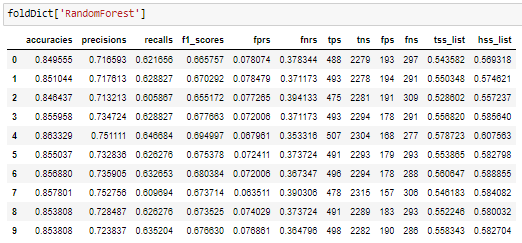 foldDict['RandomForest']
accuracies precisions recalls f1_scores fprs fnrs tps tns fps fns tss_list hss_list
0 0.849555 0.716593 0.621656 0.665757 0.078074 0.378344 488 2279 193 297 0.543582 0.569318
1 0.851044 0.717613 0.628827 0.670292 0.078479 0.371173 493 2278 194 291 0.550348 0.574621
2 0.846437 0.713213 0.605867 0.655172 0.077265 0.394133 475 2281 191 309 0.528602 0.557237
3 0.855958 0.734724 0.628827 0.677663 0.072006 0.371173 493 2294 178 291 0.556820 0.585640
4 0.863329 0.751111 0.646684 0.694997 0.067961 0.353316 507 2304 168 277 0.578723 0.607563
5 0.855037 0.732836 0.626276 0.675378 0.072411 0.373724 491 2293 179 293 0.553865 0.582798
6 0.856880 0.735905 0.632653 0.680384 0.072006 0.367347 496 2294 178 288 0.560647 0.588855
7 0.857801 0.752756 0.609694 0.673714 0.063511 0.390306 478 2315 157 306 0.546183 0.584082
8 0.853808 0.728487 0.626276 0.673525 0.074029 0.373724 491 2289 183 293 0.552246 0.580032
9 0.853808 0.723837 0.635204 0.676630 0.076861 0.364796 498 2282 190 286 0.558343 0.582704